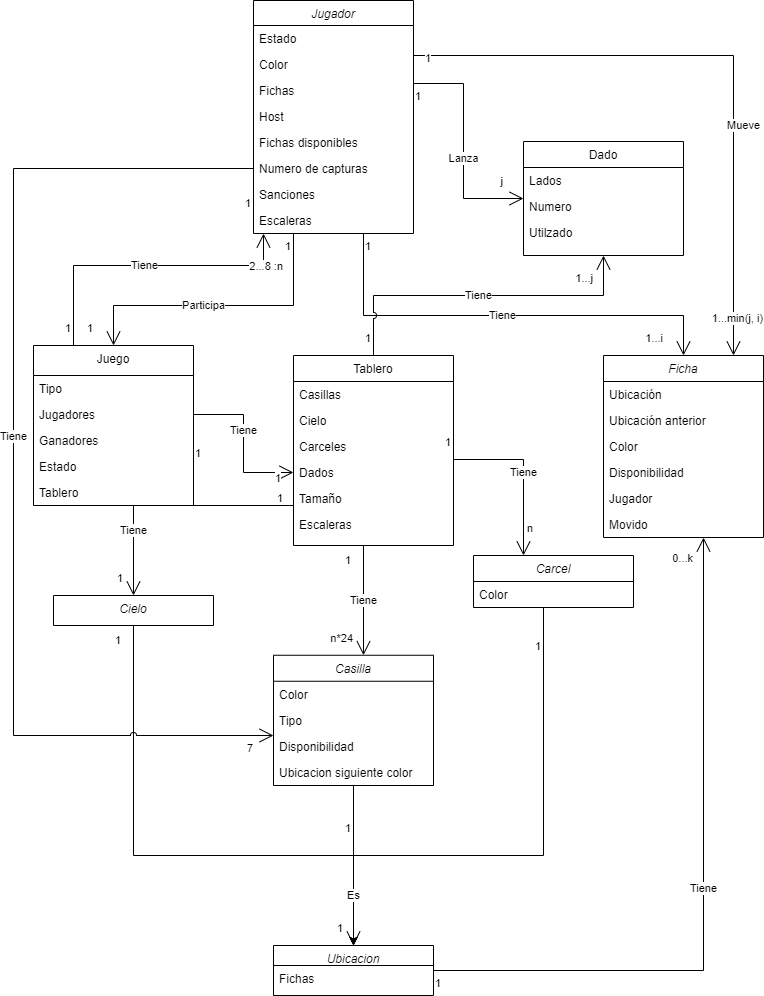 Jugador
Estado
Color
Fichas
Host
Fichas disponibles
Numero de capturas
Sanciones
Escaleras
1
1
Mueve
Lanza
Dado
Lados
Numero
Utilzado
j
1
1
1
2...8 :n
Tiene
Participa
1...j
Tiene
Tiene
1...min(j, i)
1
1
1
1...i
Juego
Tipo
Jugadores
Ganadores
Estado
Tablero
Tablero
Casillas
Cielo
Carceles
Dados
Tamaño
Escaleras
Ficha
Ubicación
Ubicación anterior
Color
Disponibilidad
Jugador
Movido
Tiene
Tiene
1
1
1
1
Tiene
n
Tiene
1
1
0...k
Carcel
Color
Cielo
1
Tiene
n*24
1
Casilla
Color
Tipo
Disponibilidad
Ubicacion siguiente color
7
1
Tiene
Es
1
Ubicacion
Fichas
1